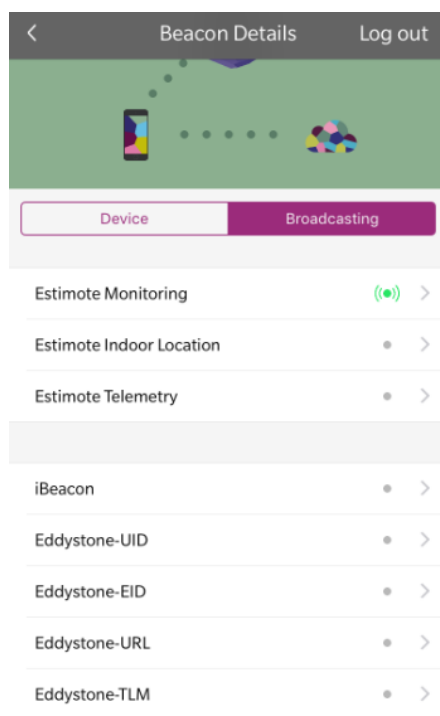 Beacon Details Log out
Device Broadcasting
Estimote Monitoring
Estimote Indoor Location
Estimote Telemetry
iBeacon
Eddystone-UID
Eddystone-EID
Eddystone-URL
Eddystone-TLM